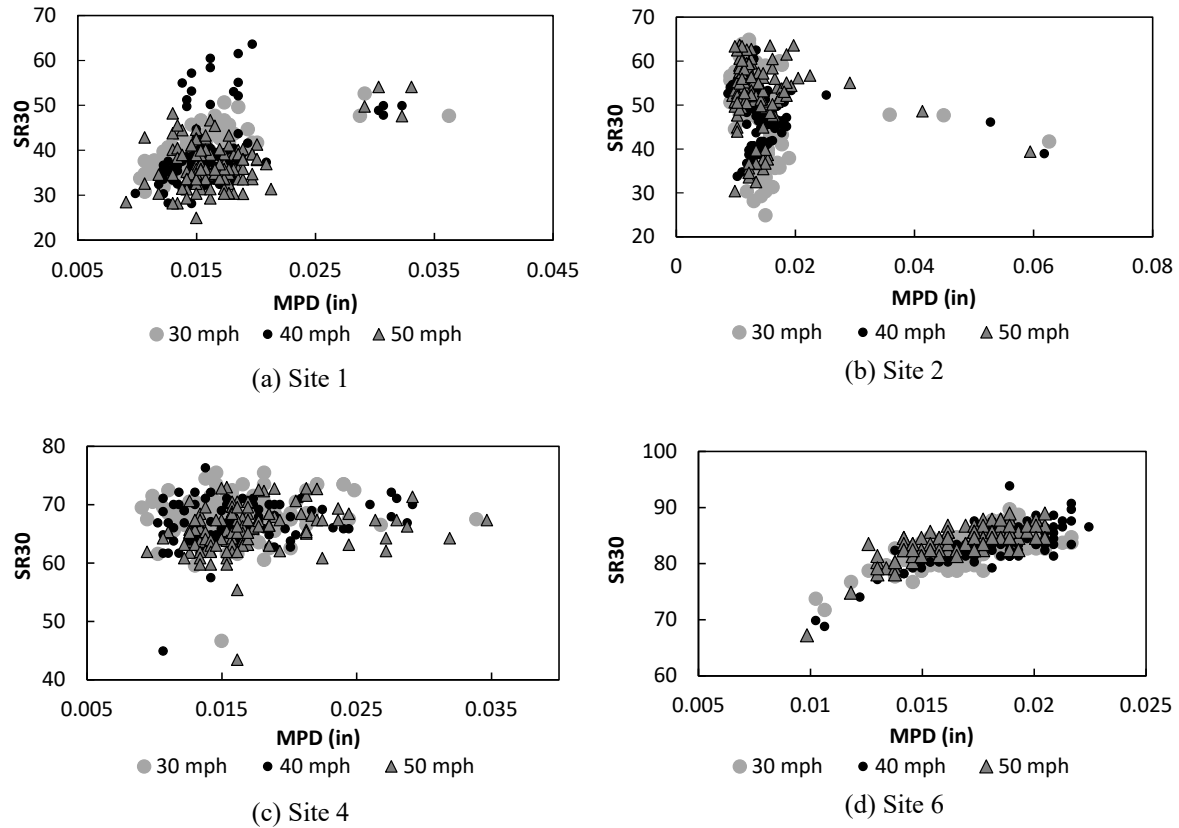 70
60
50
40
30
20
SR30
0.005 0.015 0.025 0.035 0.045
MPD (in)
30 mph 40 mph 50 mph
(a) Site 1
70
60
50
40
30
20
SR30
0 0.02 0.04 0.06 0.08
MPD (in)
30 mph 40 mph 50 mph
(b) Site 2
80
70
60
50
40
SR30
0.005 0.015 0.025 0.035
MPD (in)
30 mph 40 mph 50 mph
(c) Site 4
100
90
80
70
60
SR30
0.005 0.01 0.015 0.02 0.025
MPD (in)
30 mph 40 mph 50 mph
(d) Site 6